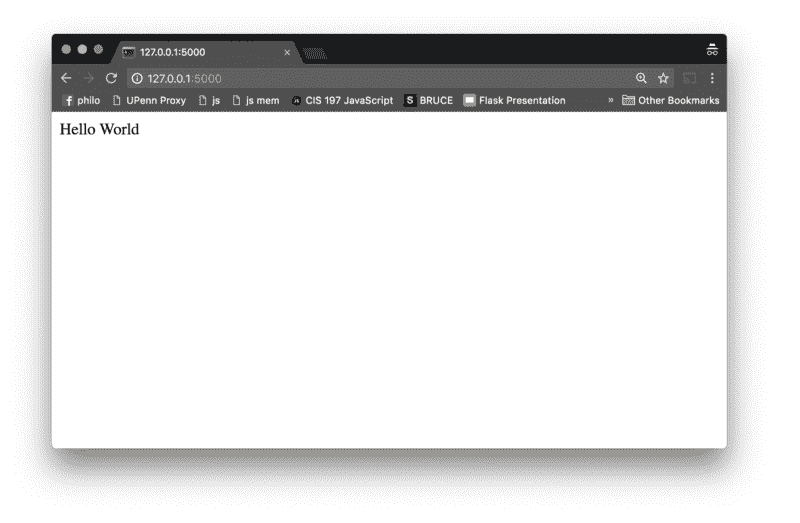 127.0.0.1:5000
127.0.0.1:5000
philo UPenn Proxy js js mem CIS 197 JavaScript S BRUCE Flask Presentation » Other Bookmarks
Hello World